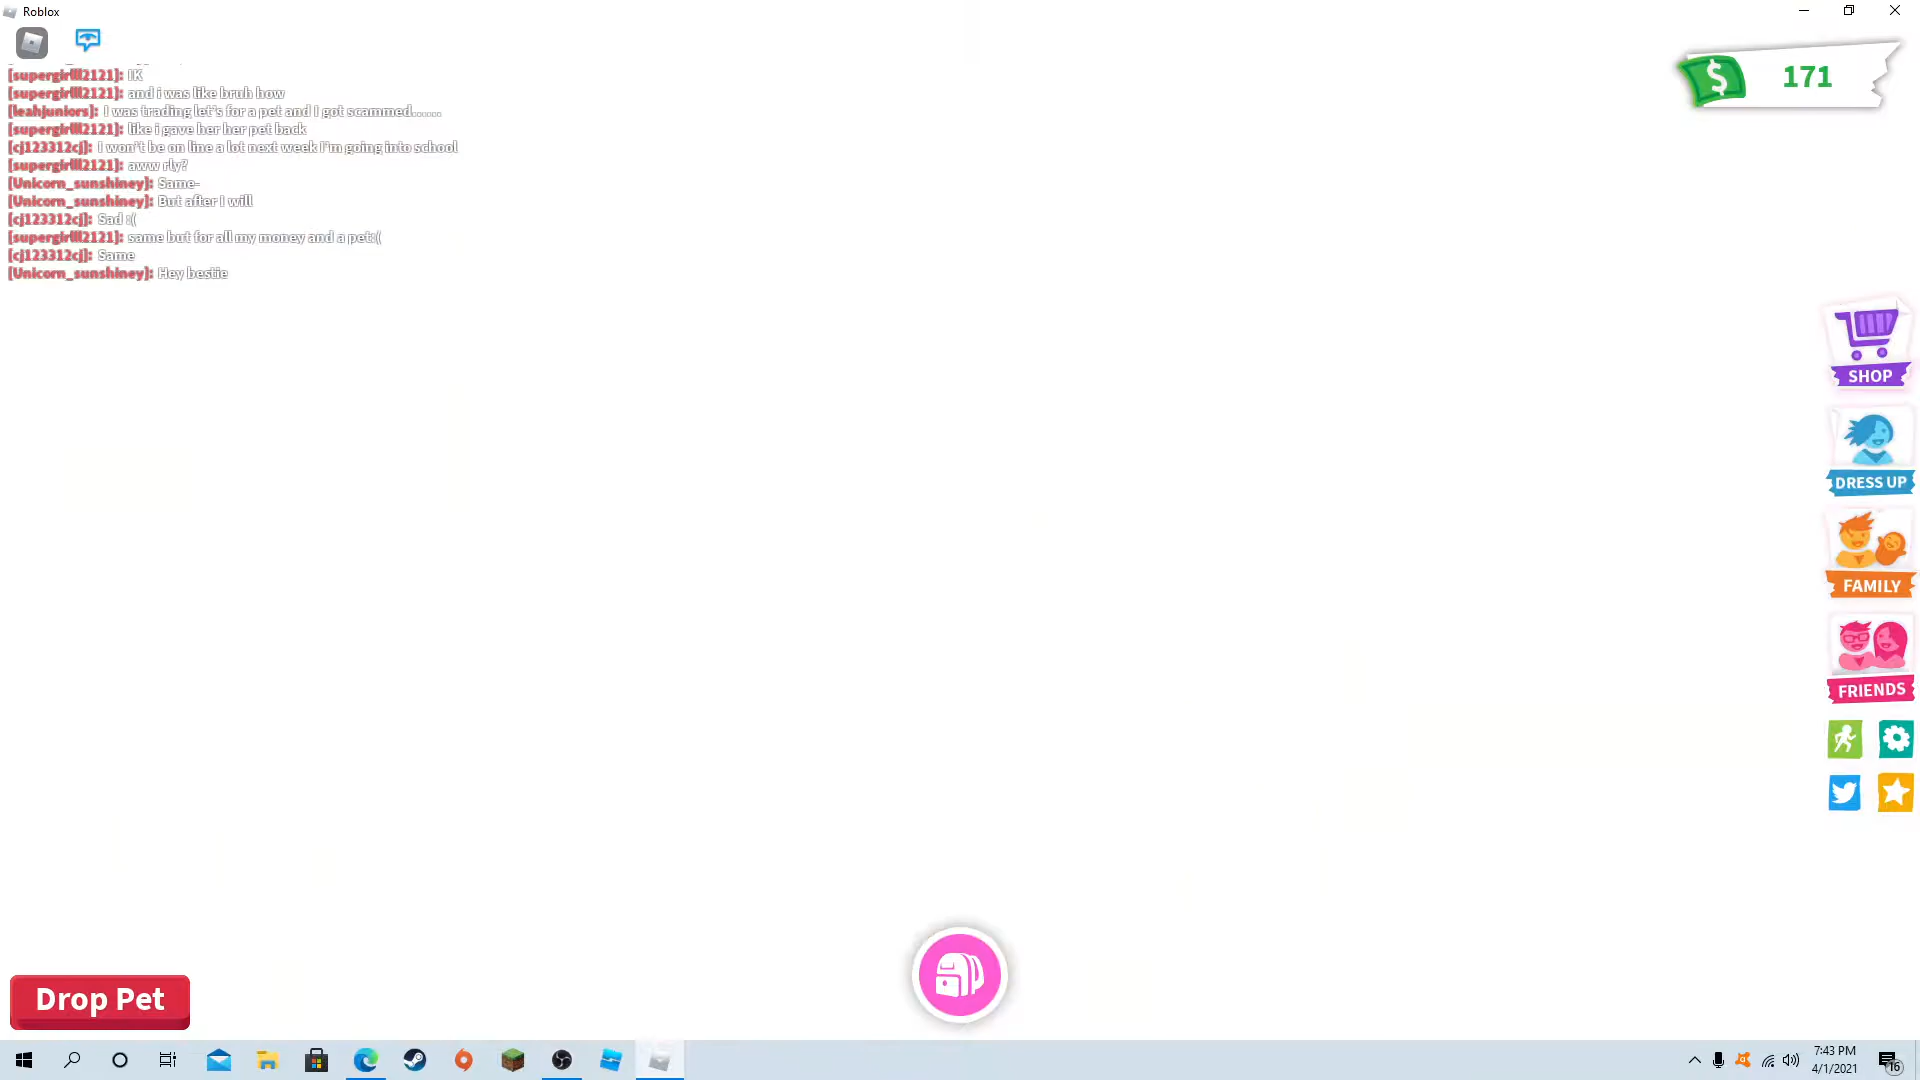 Roblox
[supergirlll2121]: IK
[supergirlll2121]: and i was like bruh how
[leahjuniors]: I was trading let's for a pet and I got scammed......
[supergirlll2121]: like i gave her her pet back
[cj123312cj]: I won't be on line a lot next week I'm going into school
[supergirlll2121]: aww rly?
[Unicorn_sunshiney]: Same-
[Unicorn_sunshiney]: But after I will
[cj123312cj]: Sad :(
[supergirlll2121]: same but for all my money and a pet:(
[cj123312cj]: Same
[Unicorn_sunshiney]: Hey bestie
171
SHOP
DRESS UP
FAMILY
FRIENDS
Drop Pet
7:43 PM
4/1/2021
16